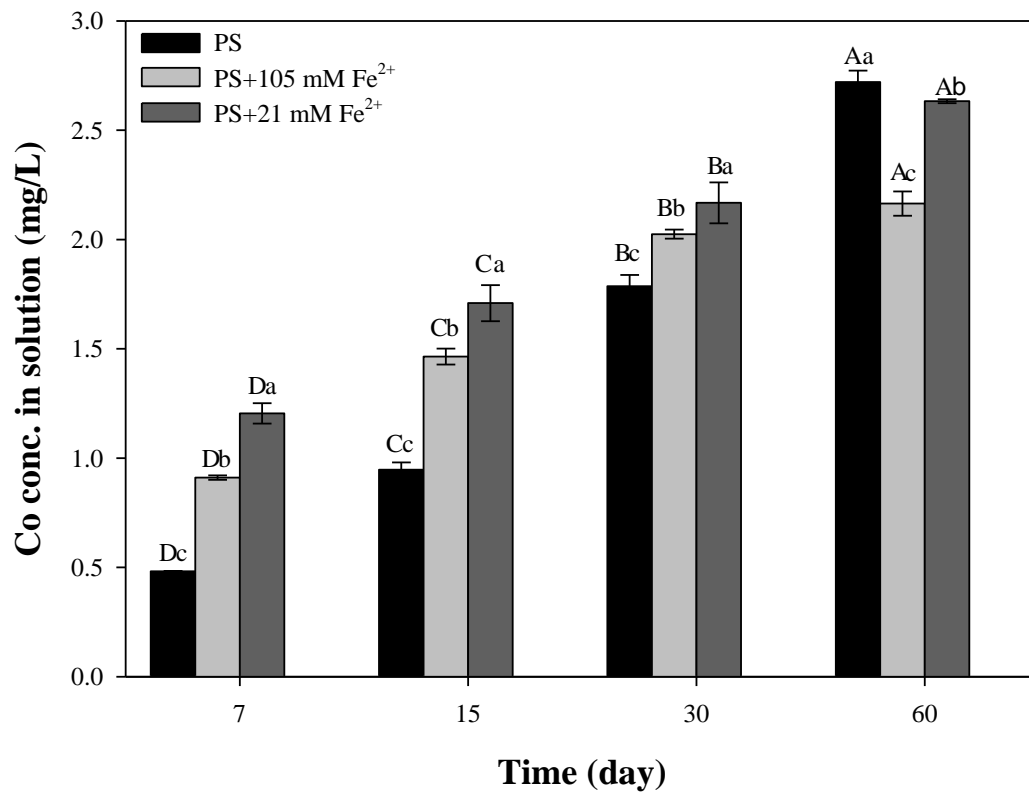 3.0
2.5
2.0
1.5
1.0
0.5
0.0
Co conc. in solution (mg/L)
PS
PS+105 mM Fe²⁺
PS+21 mM Fe²⁺
Dc
Db
Da
Cc
Cb
Ca
Bc
Bb
Ba
Aa
Ac
Ab
7 15 30 60
Time (day)